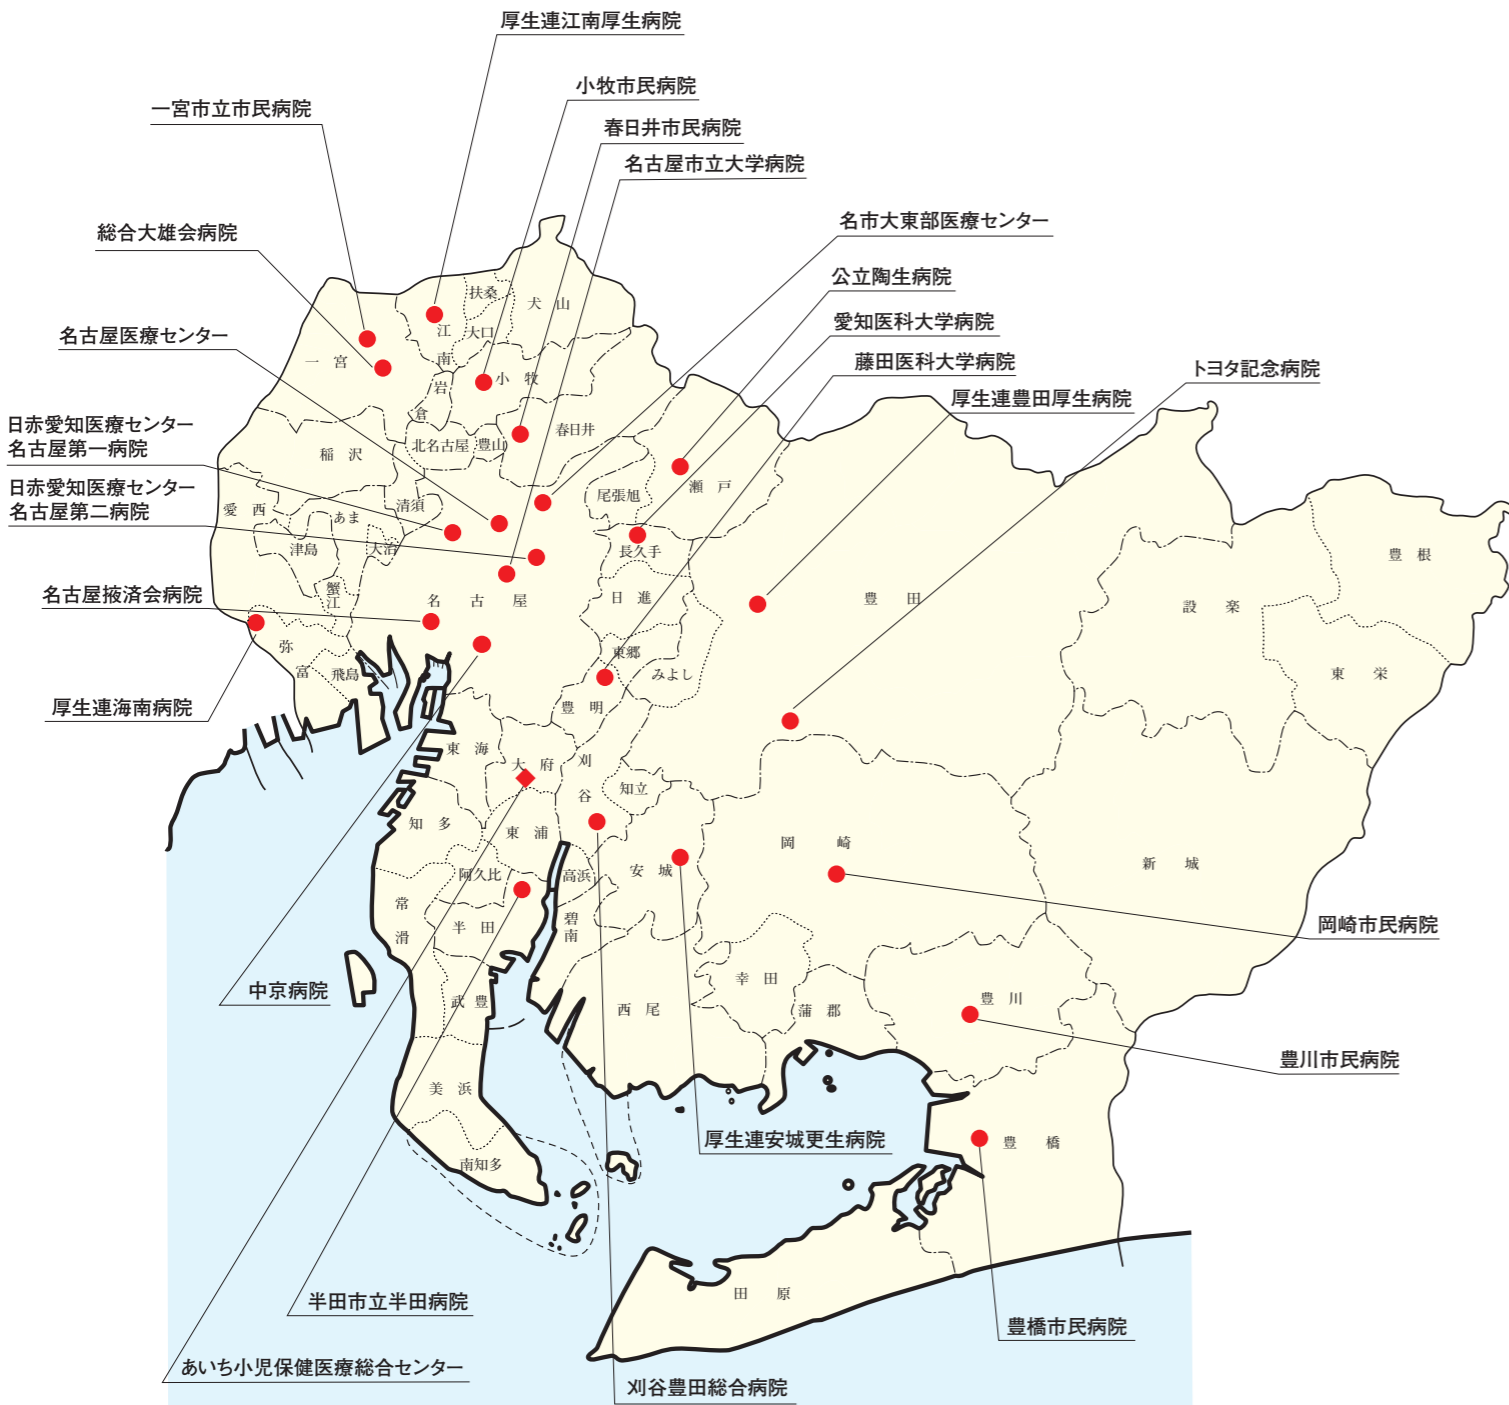 厚生連江南厚生病院
小牧市民病院
一宮市立市民病院
春日井市民病院
名古屋市立大学病院
総合大雄会病院
名市大東部医療センター
公立陶生病院
愛知医科大学病院
名古屋医療センター
藤田医科大学病院
トヨタ記念病院
厚生連豊田厚生病院
日赤愛知医療センター
名古屋第一病院
日赤愛知医療センター
名古屋第二病院
名古屋掖済会病院
厚生連海南病院
中京病院
岡崎市民病院
豊川市民病院
厚生連安城更生病院
半田市立半田病院
豊橋市民病院
あいち小児保健医療総合センター
刈谷豊田総合病院
扶桑
犬山
江南
大口
一宮
岩倉
小牧
北名古屋
豊山
春日井
稲沢
尾張旭
瀬戸
愛西
あま
清須
津島
大治
長久手
蟹江
名古屋
日進
豊田
設楽
豊根
東栄
弥富
飛島
東郷
みよし
豊明
東海
大府
刈谷
知立
知多
東浦
岡崎
新城
阿久比
高浜
安城
常滑
半田
碧南
武豊
西尾
幸田
蒲郡
豊川
美浜
南知多
豊橋
田原